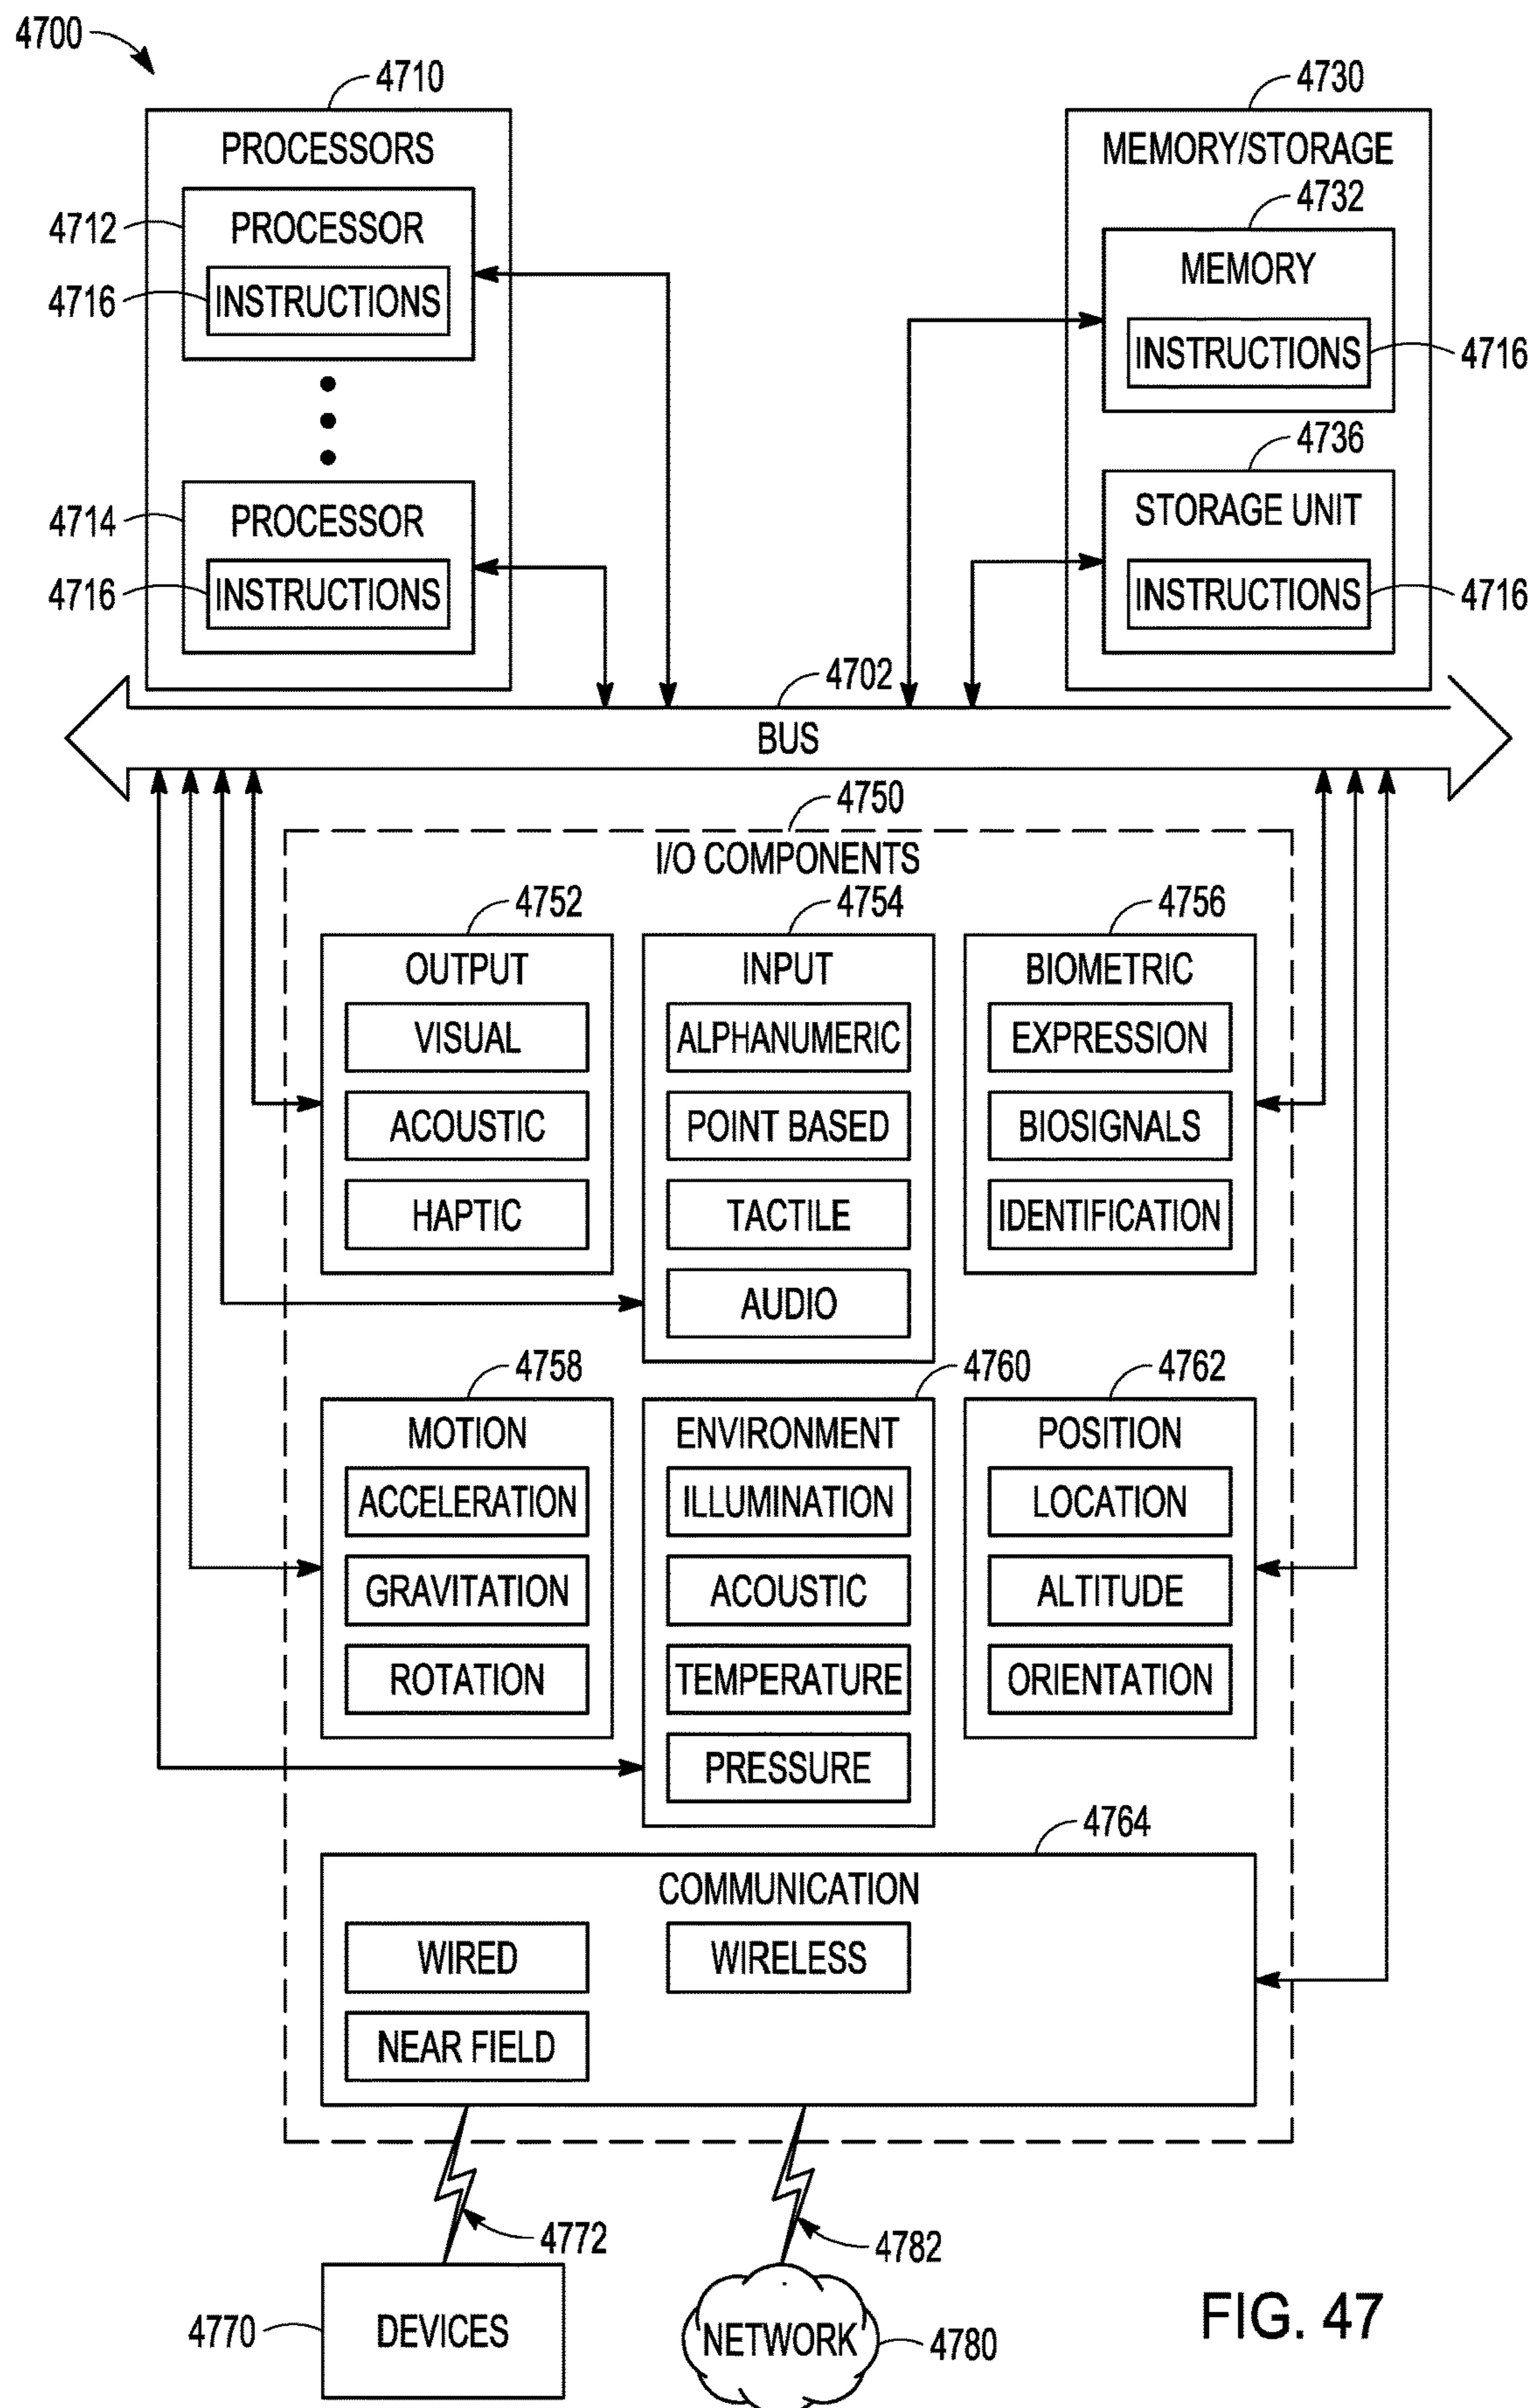 4700
4710
4730
PROCESSORS
MEMORY/STORAGE
4732
4712
PROCESSOR
MEMORY
4716
INSTRUCTIONS
INSTRUCTIONS
4716
4736
4714
PROCESSOR
STORAGE UNIT
4716
INSTRUCTIONS
INSTRUCTIONS
4716
4702
BUS
4750
I/O COMPONENTS
4752
4754
4756
OUTPUT
INPUT
BIOMETRIC
VISUAL
ALPHANUMERIC
EXPRESSION
ACOUSTIC
POINT BASED
BIOSIGNALS
HAPTIC
TACTILE
IDENTIFICATION
AUDIO
4758
4760
4762
MOTION
ENVIRONMENT
POSITION
ACCELERATION
ILLUMINATION
LOCATION
GRAVITATION
ACOUSTIC
ALTITUDE
ROTATION
TEMPERATURE
ORIENTATION
PRESSURE
4764
COMMUNICATION
WIRED
WIRELESS
NEAR FIELD
4772
4782
4770
DEVICES
NETWORK
4780
FIG. 47